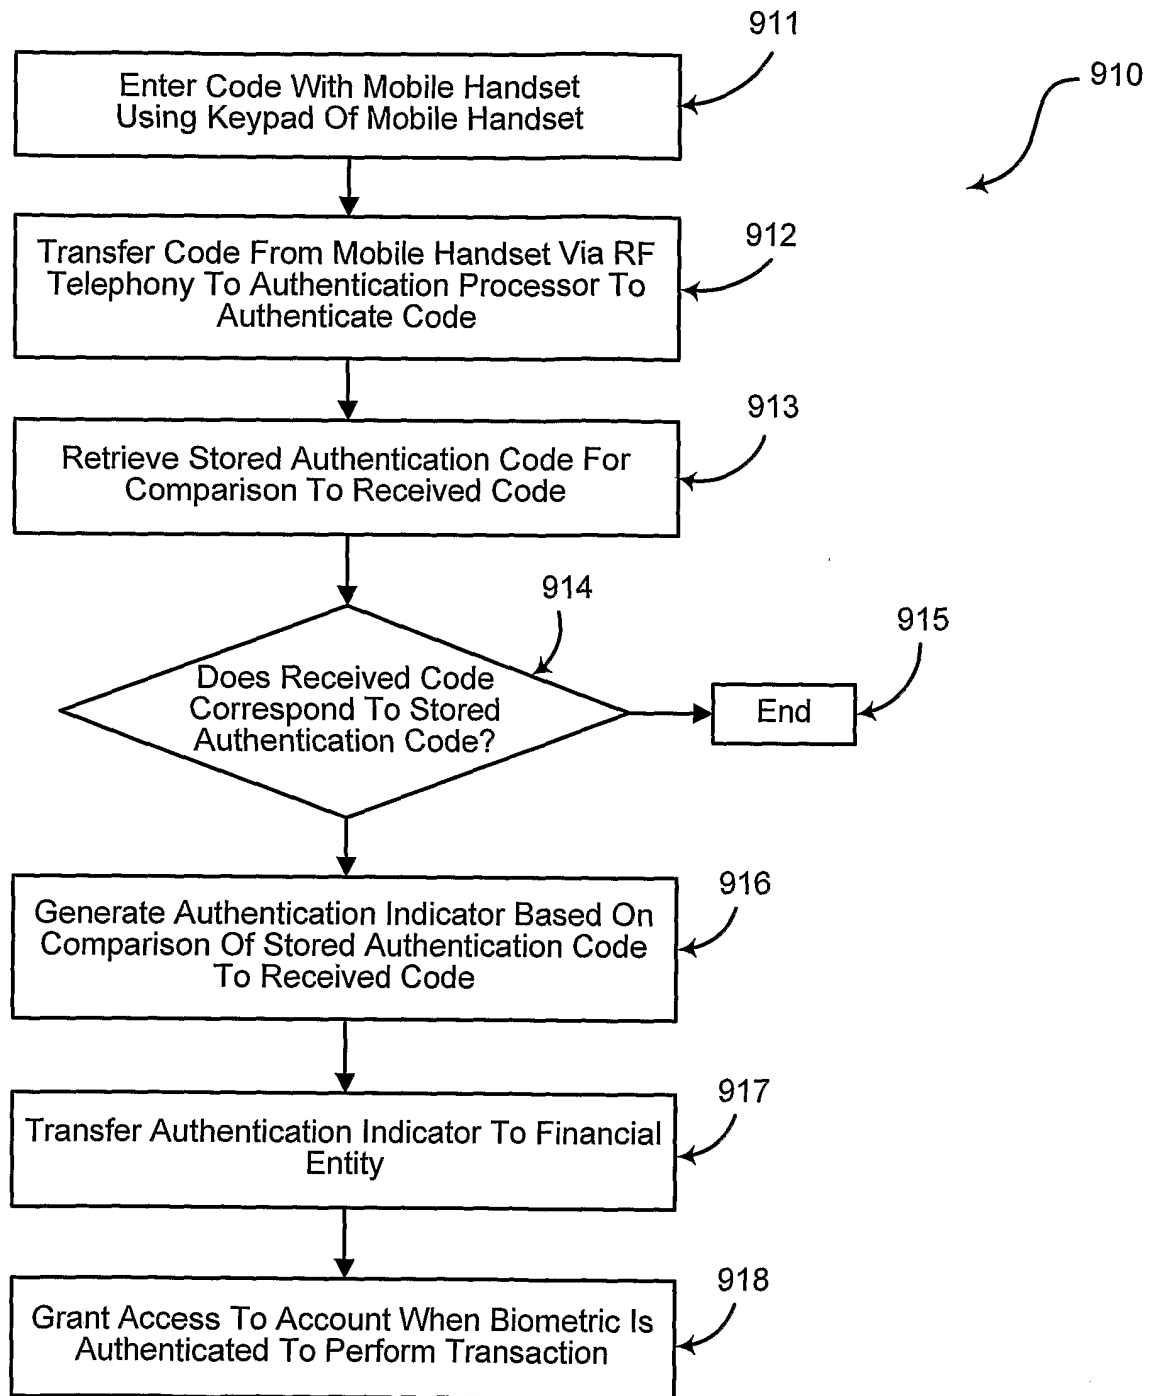 911
910
Enter Code With Mobile Handset
Using Keypad Of Mobile Handset
912
Transfer Code From Mobile Handset Via RF
Telephony To Authentication Processor To
Authenticate Code
913
Retrieve Stored Authentication Code For
Comparison To Received Code
914
915
Does Received Code
Correspond To Stored
Authentication Code?
End
916
Generate Authentication Indicator Based On
Comparison Of Stored Authentication Code
To Received Code
917
Transfer Authentication Indicator To Financial
Entity
918
Grant Access To Account When Biometric Is
Authenticated To Perform Transaction